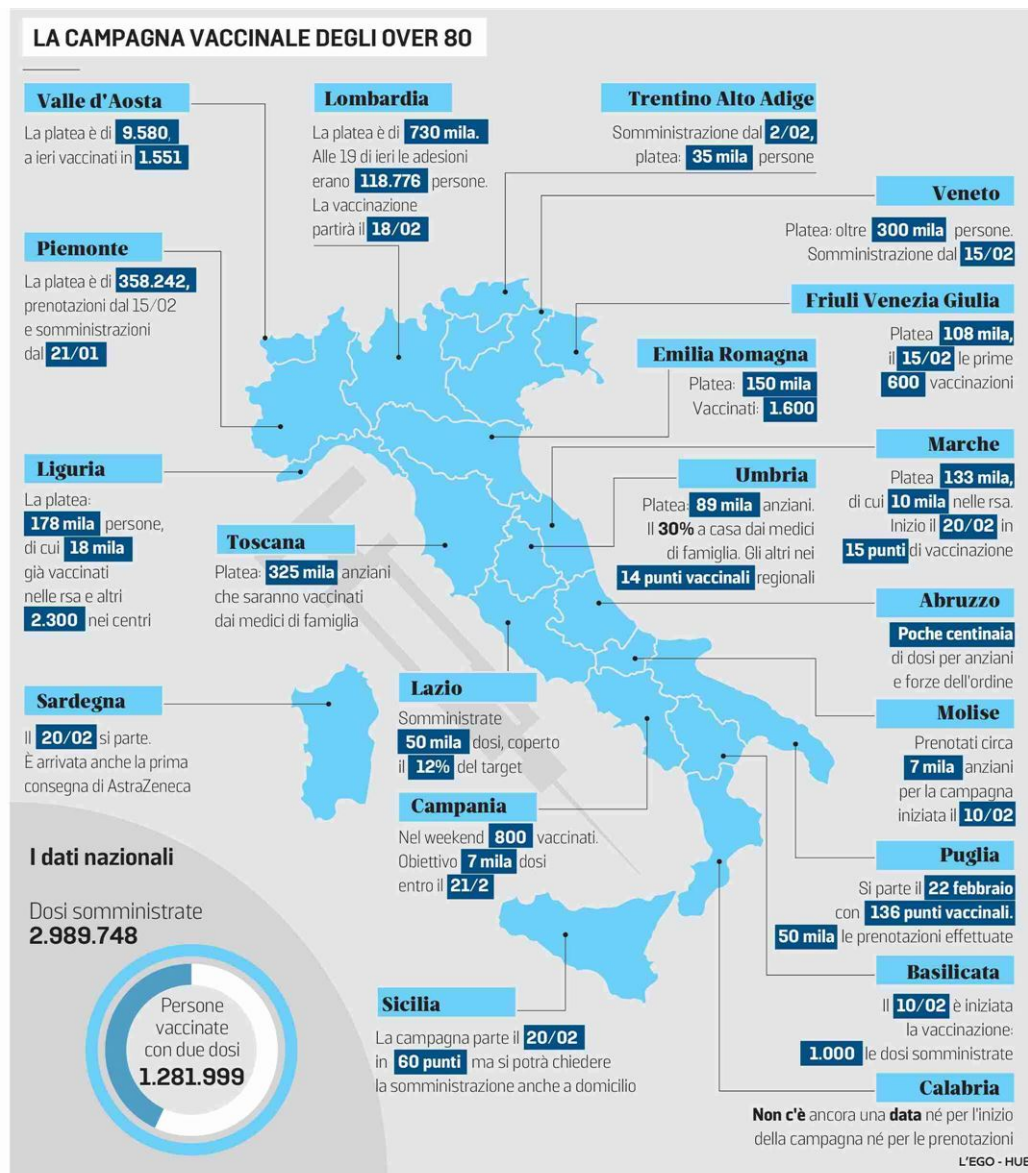 LA CAMPAGNA VACCINALE DEGLI OVER 80
Valle d'Aosta
La platea è di 9.580,
a ieri vaccinati in 1.551
Lombardia
La platea è di 730 mila.
Alle 19 di ieri le adesioni
erano 118.776 persone.
La vaccinazione
partirà il 18/02
Trentino Alto Adige
Somministrazione dal 2/02,
platea: 35 mila persone
Veneto
Platea: oltre 300 mila persone.
Somministrazione dal 15/02
Piemonte
La platea è di 358.242,
prenotazioni dal 15/02
e somministrazioni
dal 21/01
Friuli Venezia Giulia
Platea 108 mila,
il 15/02 le prime
600 vaccinazioni
Emilia Romagna
Platea: 150 mila
Vaccinati: 1.600
Marche
Platea 133 mila,
di cui 10 mila nelle rsa.
Inizio il 20/02 in
15 punti di vaccinazione
Liguria
La platea:
178 mila persone,
di cui 18 mila
già vaccinati
nelle rsa e altri
2.300 nei centri
Umbria
Platea: 89 mila anziani.
Il 30% a casa dai medici
di famiglia. Gli altri nei
14 punti vaccinali regionali
Toscana
Platea: 325 mila anziani
che saranno vaccinati
dai medici di famiglia
Abruzzo
Poche centinaia
di dosi per anziani
e forze dell'ordine
Sardegna
Il 20/02 si parte.
È arrivata anche la prima
consegna di AstraZeneca
Lazio
Somministrate
50 mila dosi, coperto
il 12% del target
Molise
Prenotati circa
7 mila anziani
per la campagna
iniziata il 10/02
Campania
Nel weekend 800 vaccinati.
Obiettivo 7 mila dosi
entro il 21/2
Puglia
Si parte il 22 febbraio
con 136 punti vaccinali.
50 mila le prenotazioni effettuate
I dati nazionali
Dosi somministrate
2.989.748
Persone
vaccinate
con due dosi
1.281.999
Sicilia
La campagna parte il 20/02
in 60 punti ma si potrà chiedere
la somministrazione anche a domicilio
Basilicata
Il 10/02 è iniziata
la vaccinazione:
1.000 le dosi somministrate
Calabria
Non c'è ancora una data né per l'inizio
della campagna né per le prenotazioni
L'EGO - HUB